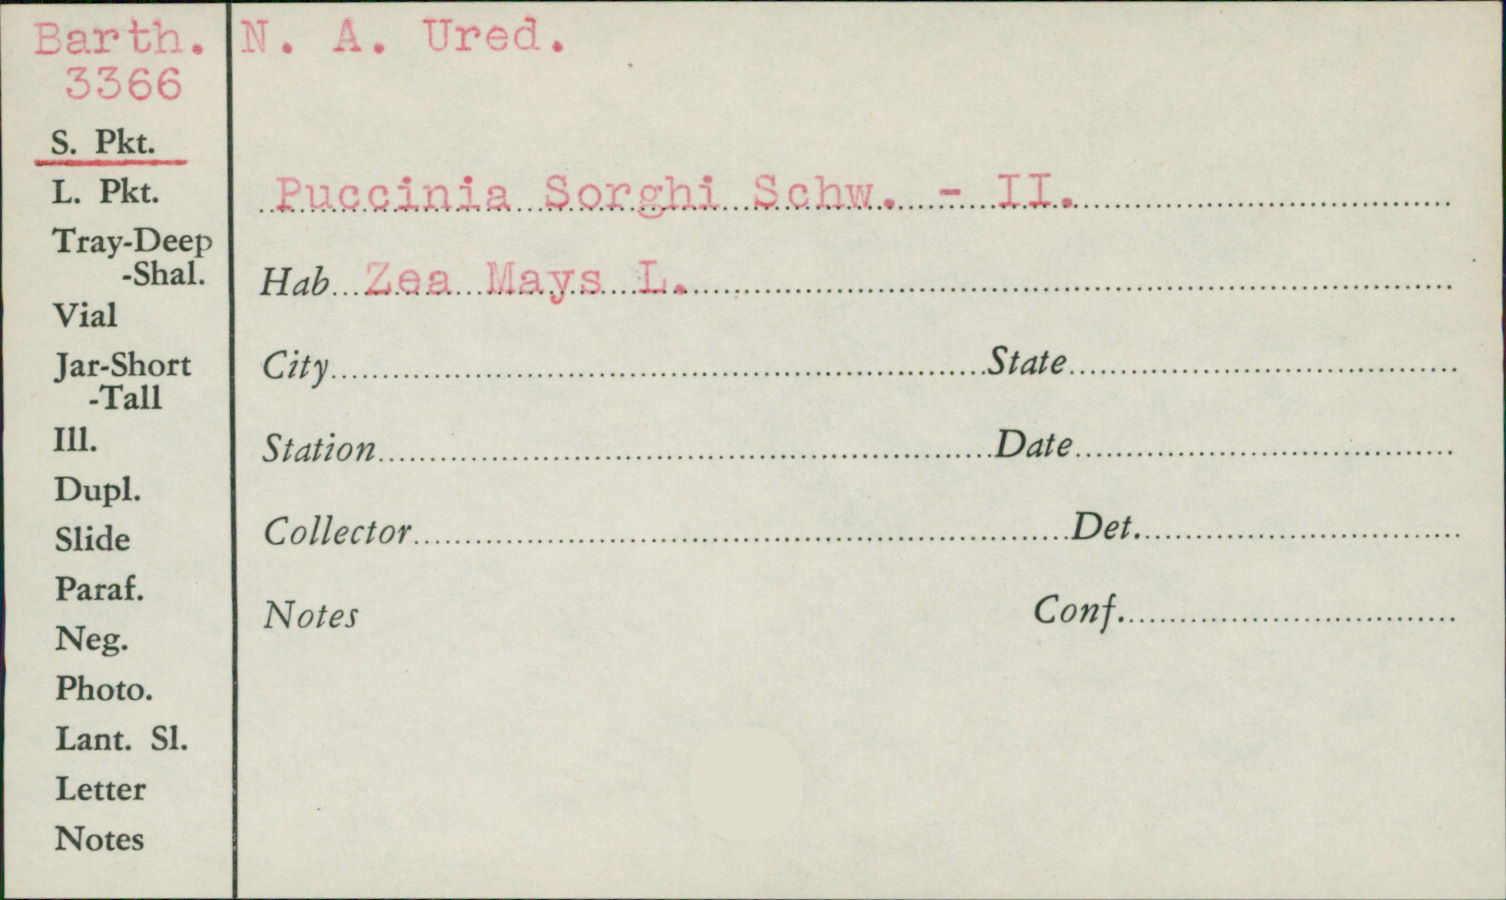 Barth. N. A. Ured.
3366
S. Pkt.
L. Pkt.
Tray-Deep
-Shal.
Vial
Jar-Short
-Tall
Ill.
Dupl.
Slide
Paraf.
Neg.
Photo.
Lant. Sl.
Letter
Notes
Puccinia Sorghi Schw. - II.
Hab Zea Mays L.
City State
Station Date
Collector Det.
Notes Conf.